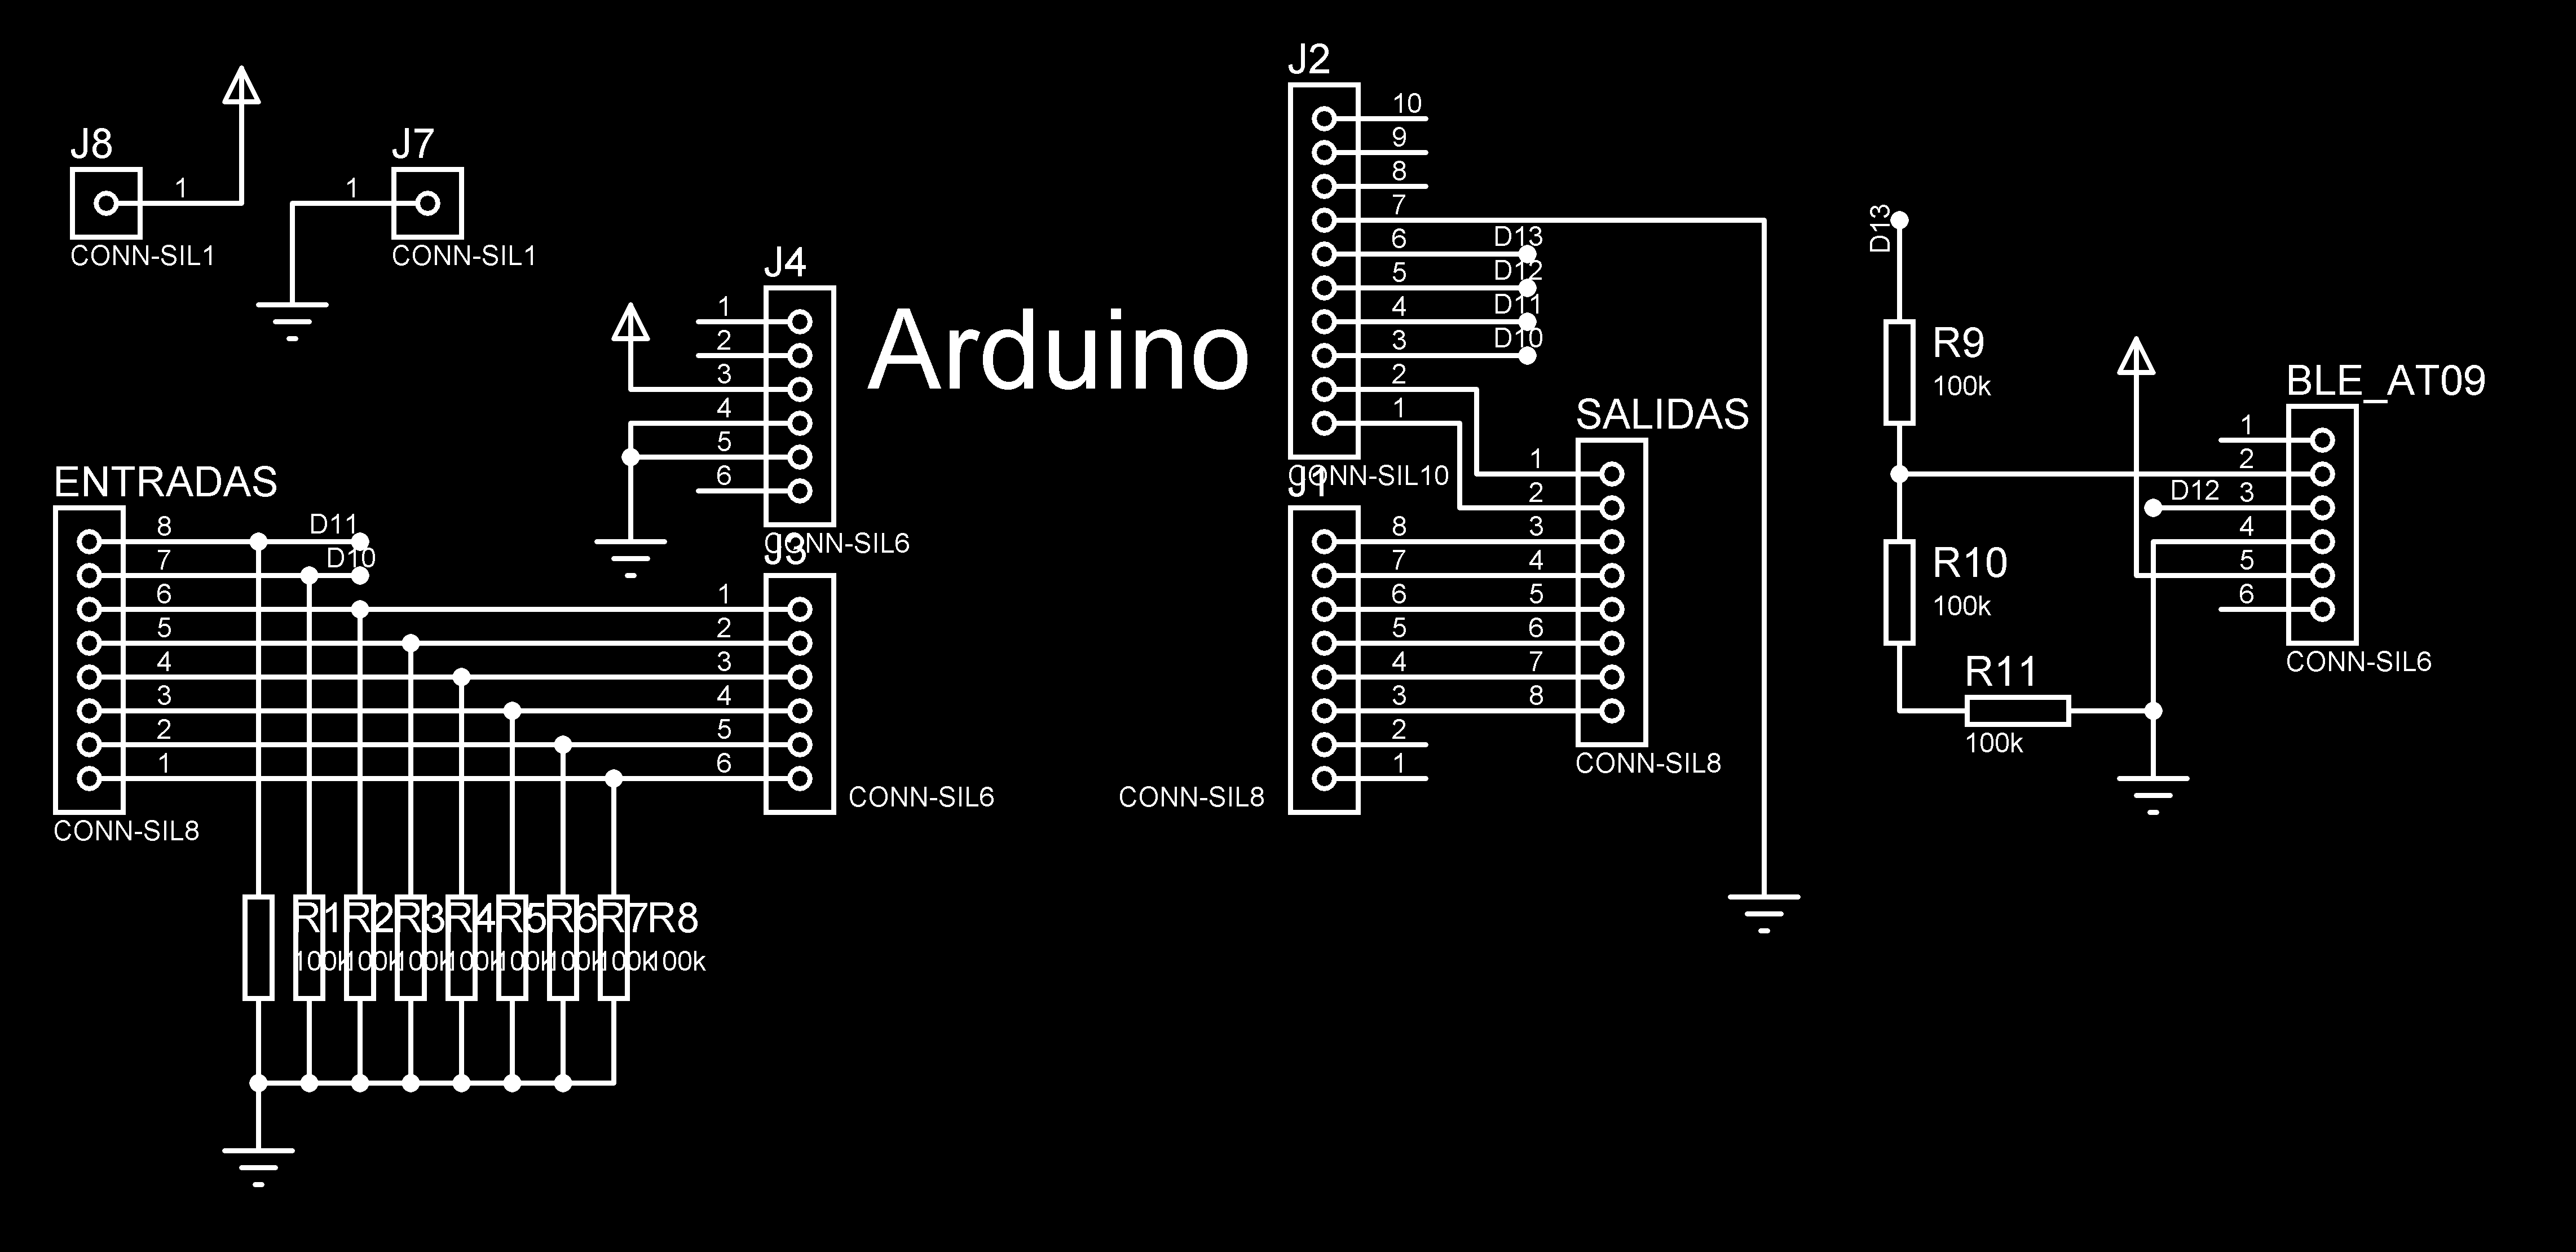 J8
1
CONN-SIL1
J7
1
CONN-SIL1
J4
1
2
3
4
5
6
CONN-SIL6
Arduino
J2
10
9
8
7
6
5
4
3
2
1
D13
D12
D11
D10
CONN-SIL10
ENTRADAS
8
7
6
5
4
3
2
1
D11
D10
CONN-SIL8
J3
1
2
3
4
5
6
CONN-SIL6
J1
8
7
6
5
4
3
2
1
CONN-SIL8
SALIDAS
1
2
3
4
5
6
7
8
CONN-SIL8
D13
R9
100k
R10
100k
R11
100k
BLE_AT09
1
2
3
4
5
6
D12
CONN-SIL6
R1 R2 R3 R4 R5 R6 R7 R8
100k 100k 100k 100k 100k 100k 100k 100k